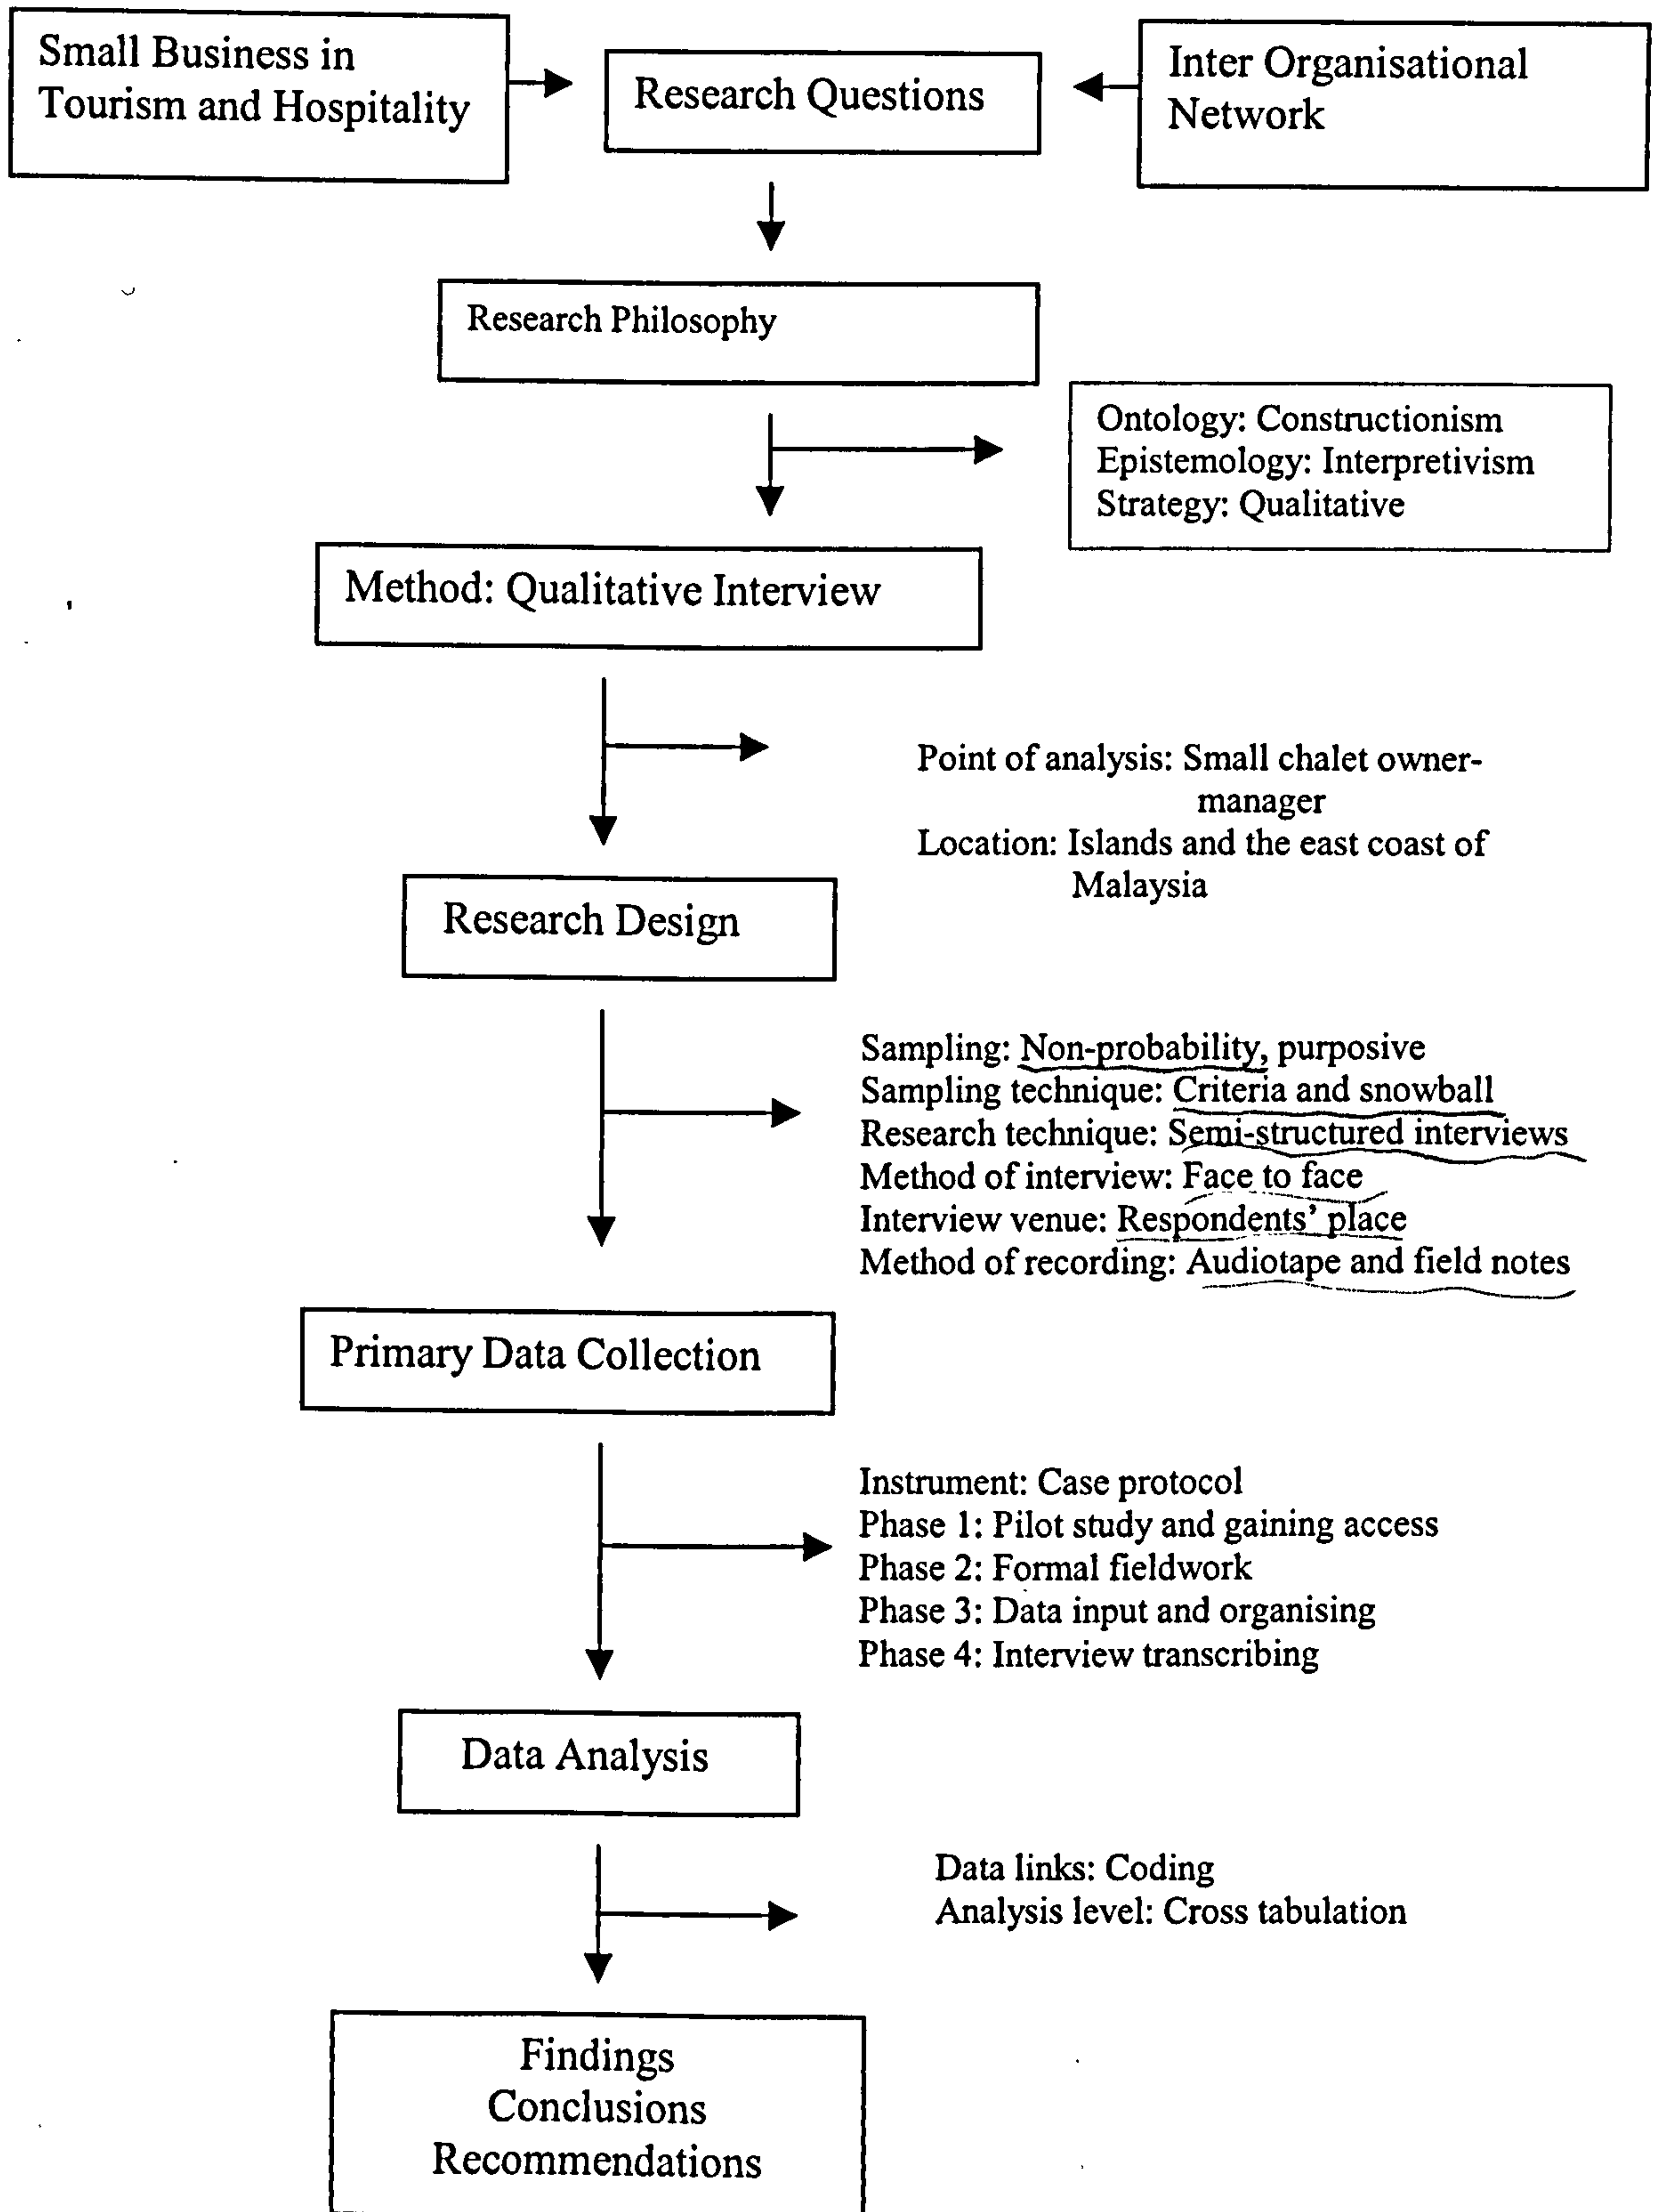 Small Business in
Tourism and Hospitality
Research Questions
Inter Organisational
Network
Research Philosophy
Ontology: Constructionism
Epistemology: Interpretivism
Strategy: Qualitative
Method: Qualitative Interview
Point of analysis: Small chalet owner-
manager
Location: Islands and the east coast of
Malaysia
Research Design
Sampling: Non-probability, purposive
Sampling technique: Criteria and snowball
Research technique: Semi-structured interviews
Method of interview: Face to face
Interview venue: Respondents' place
Method of recording: Audiotape and field notes
Primary Data Collection
Instrument: Case protocol
Phase 1: Pilot study and gaining access
Phase 2: Formal fieldwork
Phase 3: Data input and organising
Phase 4: Interview transcribing
Data Analysis
Data links: Coding
Analysis level: Cross tabulation
Findings
Conclusions
Recommendations